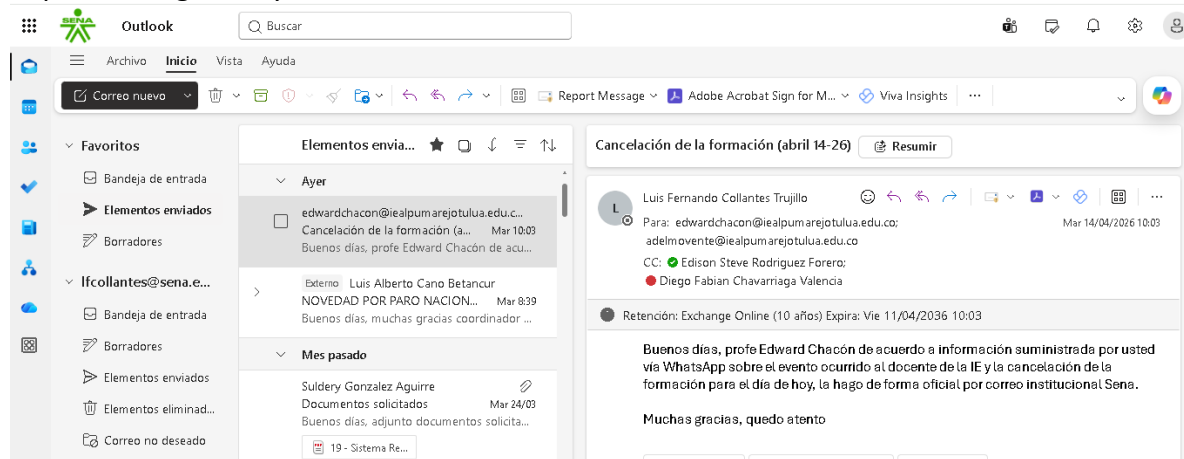 SENA
Outlook
Buscar
Archivo Inicio Vista Ayuda
Correo nuevo
Report Message
Adobe Acrobat Sign for M...
Viva Insights
Favoritos
Bandeja de entrada
Elementos enviados
Borradores
lfcollantes@sena.e...
Bandeja de entrada
Borradores
Elementos enviados
Elementos eliminad...
Correo no deseado
Elementos envia...
Ayer
edwardchacon@iealpumarejotulua.edu.c...
Cancelación de la formación (a... Mar 10:03
Buenos días, profe Edward Chacón de acu...
Externo Luis Alberto Cano Betancur
NOVEDAD POR PARO NACION... Mar 8:39
Buenos días, muchas gracias coordinador ...
Mes pasado
Suldery Gonzalez Aguirre
Documentos solicitados Mar 24/03
Buenos días, adjunto documentos solicita...
19 - Sistema Re...
Cancelación de la formación (abril 14-26) Resumir
L
Luis Fernando Collantes Trujillo
Para: edwardchacon@iealpumarejotulua.edu.co; Mar 14/04/2026 10:03
adelmovente@iealpumarejotulua.edu.co
CC: Edison Steve Rodriguez Forero;
Diego Fabian Chavarriaga Valencia
Retención: Exchange Online (10 años) Expira: Vie 11/04/2036 10:03
Buenos días, profe Edward Chacón de acuerdo a información suministrada por usted
vía WhatsApp sobre el evento ocurrido al docente de la IE y la cancelación de la
formación para el día de hoy, la hago de forma oficial por correo institucional Sena.
Muchas gracias, quedo atento